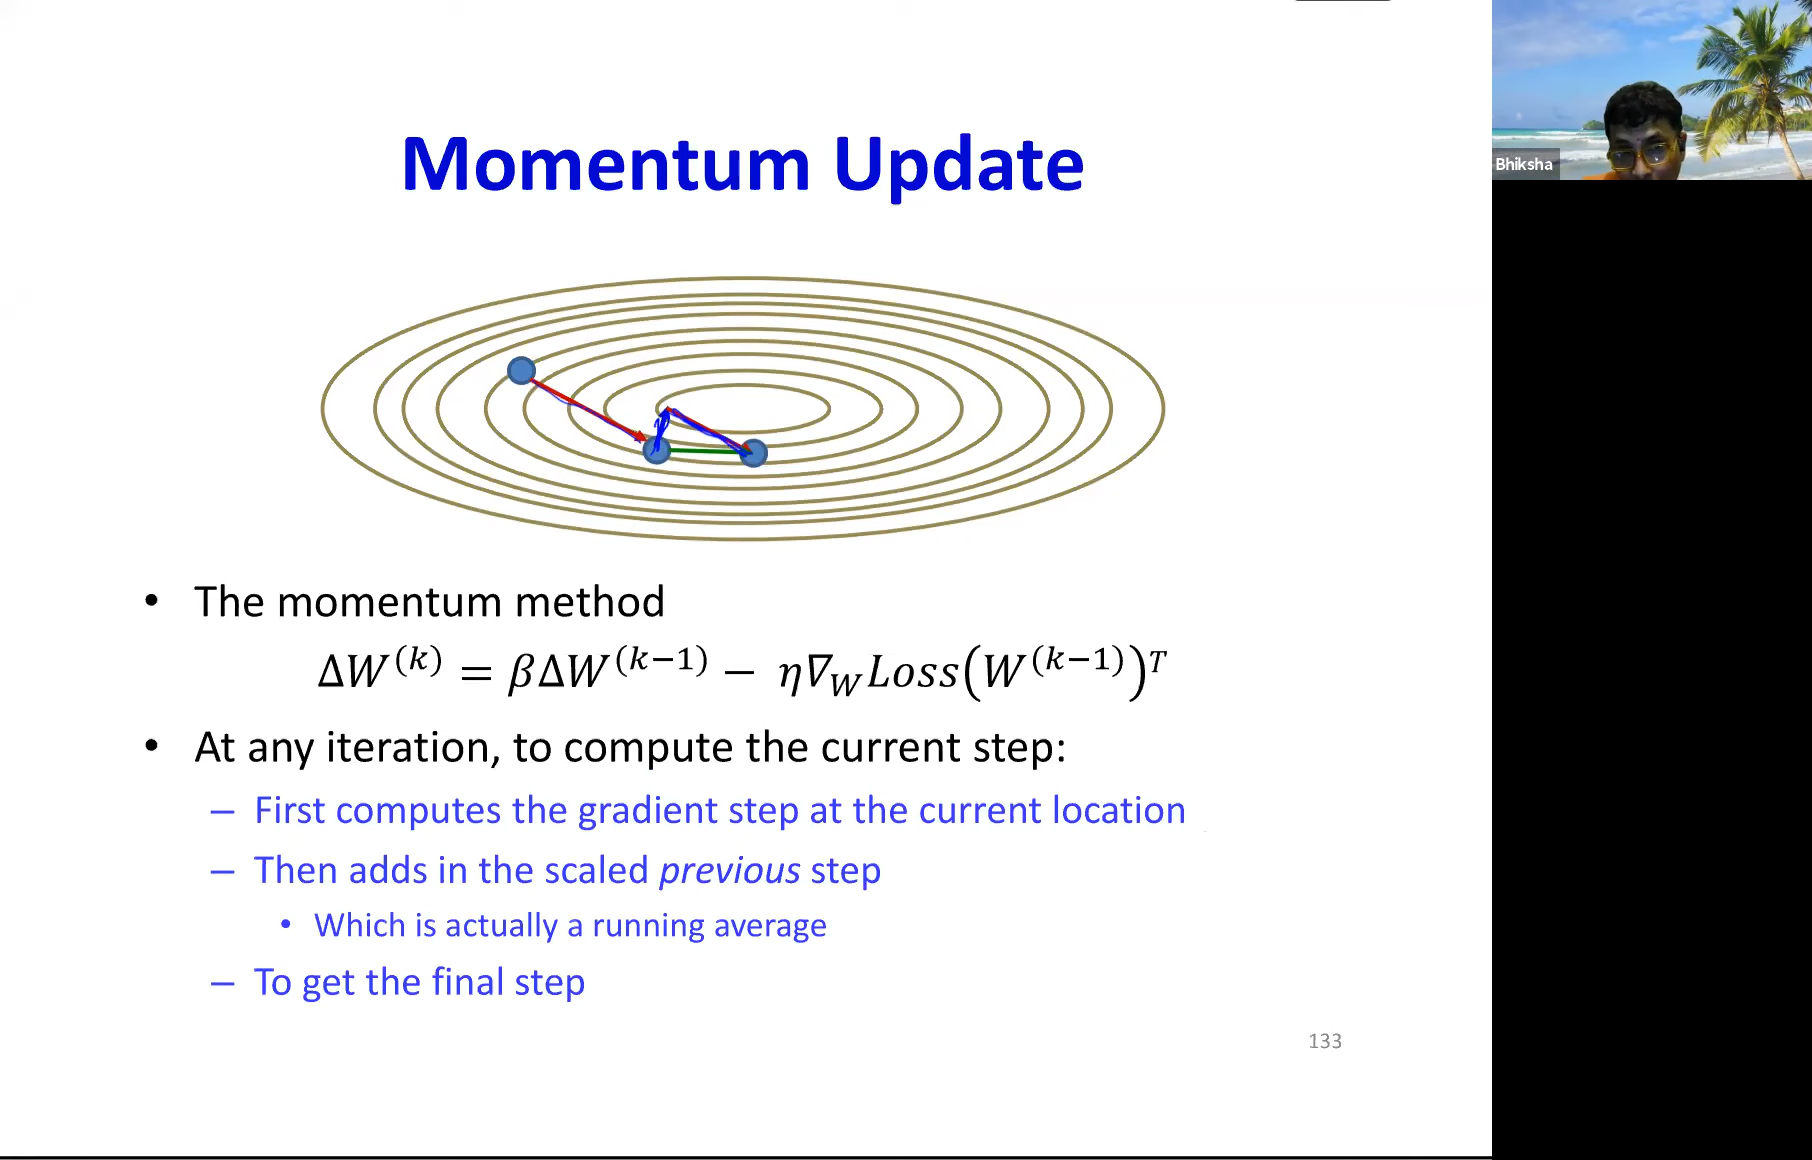 Momentum Update
Bhiksha
• The momentum method
ΔW^(k) = βΔW^(k−1) − η∇_W Loss(W^(k−1))^T
• At any iteration, to compute the current step:
– First computes the gradient step at the current location
– Then adds in the scaled previous step
• Which is actually a running average
– To get the final step
133